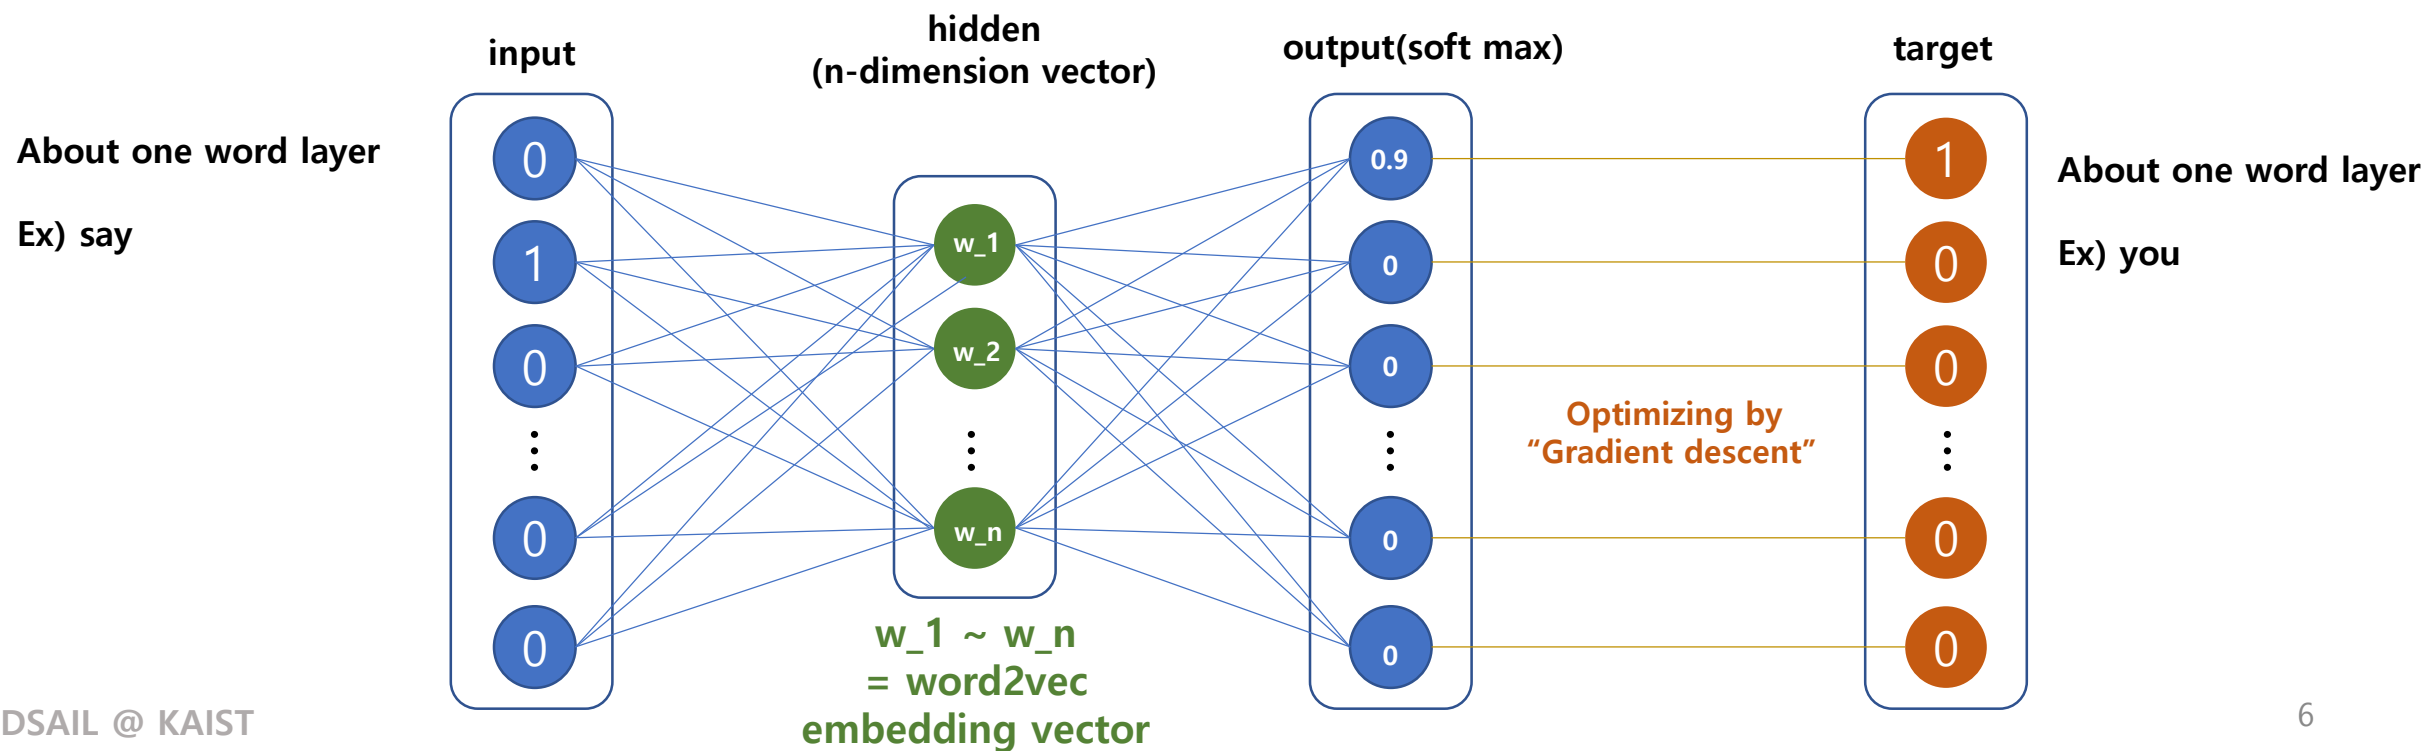 input
hidden
(n-dimension vector)
output(soft max)
target
About one word layer
Ex) say
0
1
0
0
0
w_1
w_2
w_n
w_1 ~ w_n
= word2vec
embedding vector
0.9
0
0
0
0
Optimizing by
“Gradient descent”
1
0
0
0
0
About one word layer
Ex) you
DSAIL @ KAIST
6